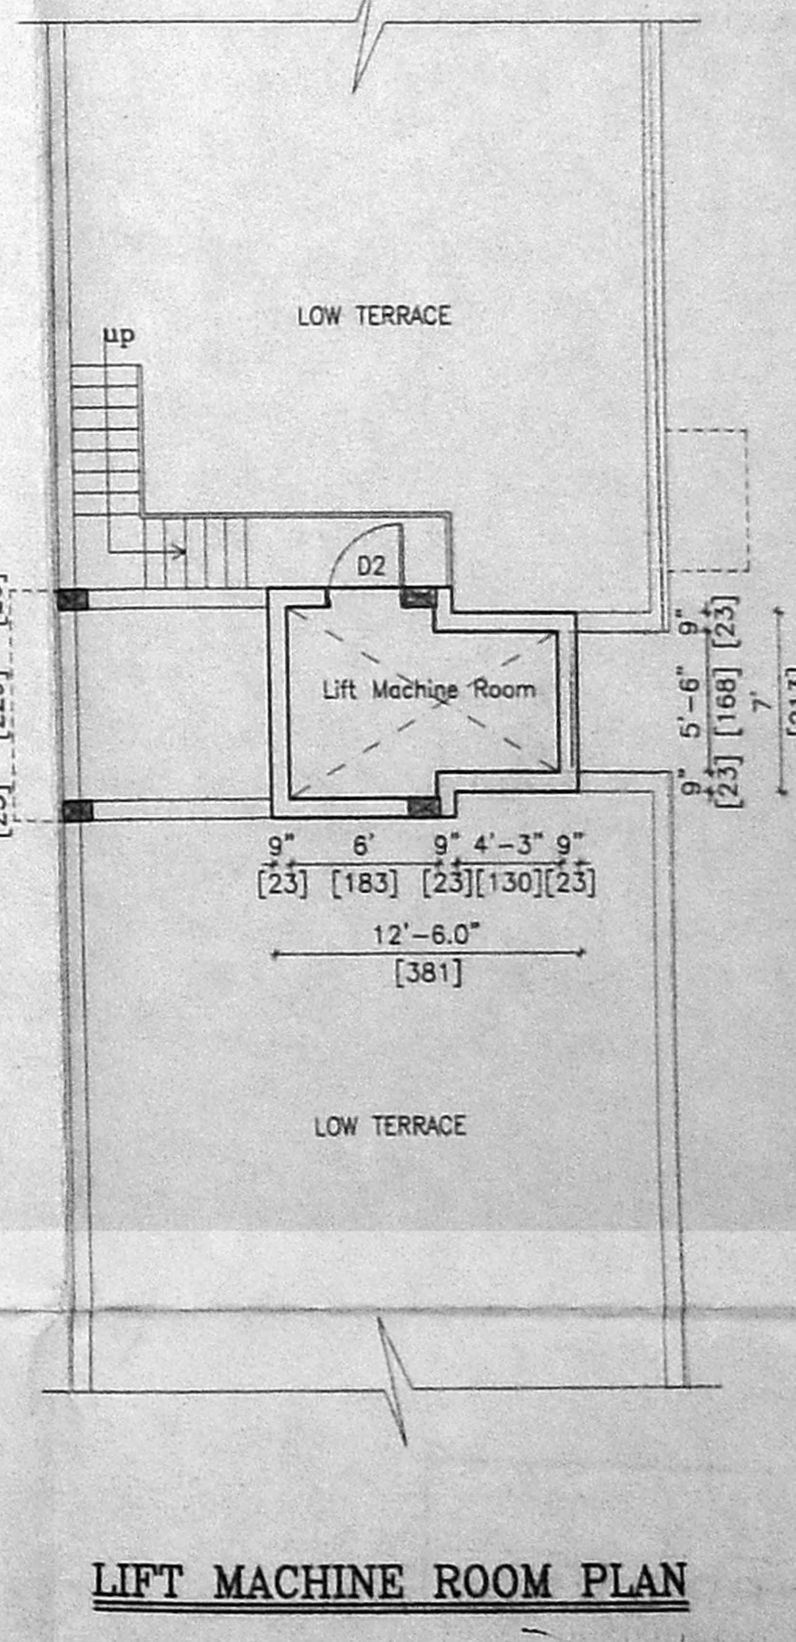 LOW TERRACE
up
D2
Lift Machine Room
9"
[23]
5'-6"
[168]
7'
9"
[23]
9" 6' 9" 4'-3" 9"
[23] [183] [23][130][23]
12'-6.0"
[381]
LOW TERRACE
LIFT MACHINE ROOM PLAN